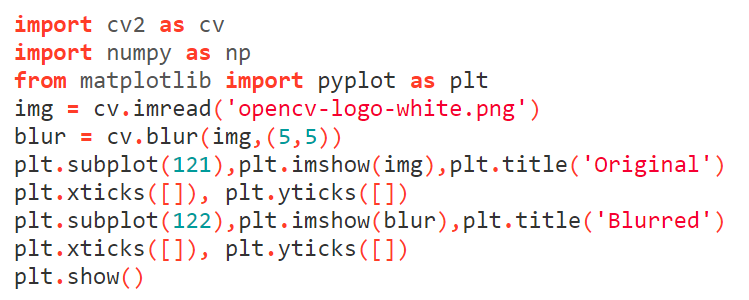 import cv2 as cv
import numpy as np
from matplotlib import pyplot as plt
img = cv.imread('opencv-logo-white.png')
blur = cv.blur(img,(5,5))
plt.subplot(121),plt.imshow(img),plt.title('Original')
plt.xticks([]), plt.yticks([])
plt.subplot(122),plt.imshow(blur),plt.title('Blurred')
plt.xticks([]), plt.yticks([])
plt.show()